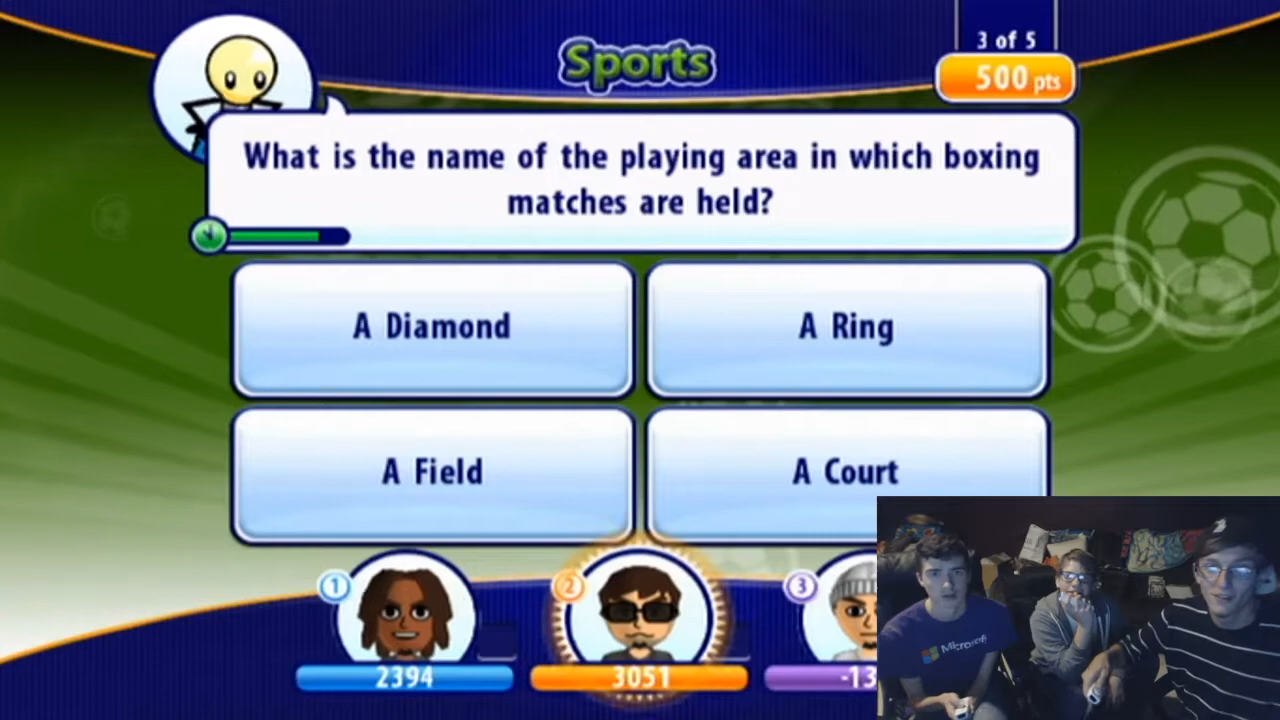 Sports
3 of 5
500 pts
What is the name of the playing area in which boxing
matches are held?
A Diamond
A Ring
A Field
A Court
1
2
3
2394
3051
-13
Microsoft